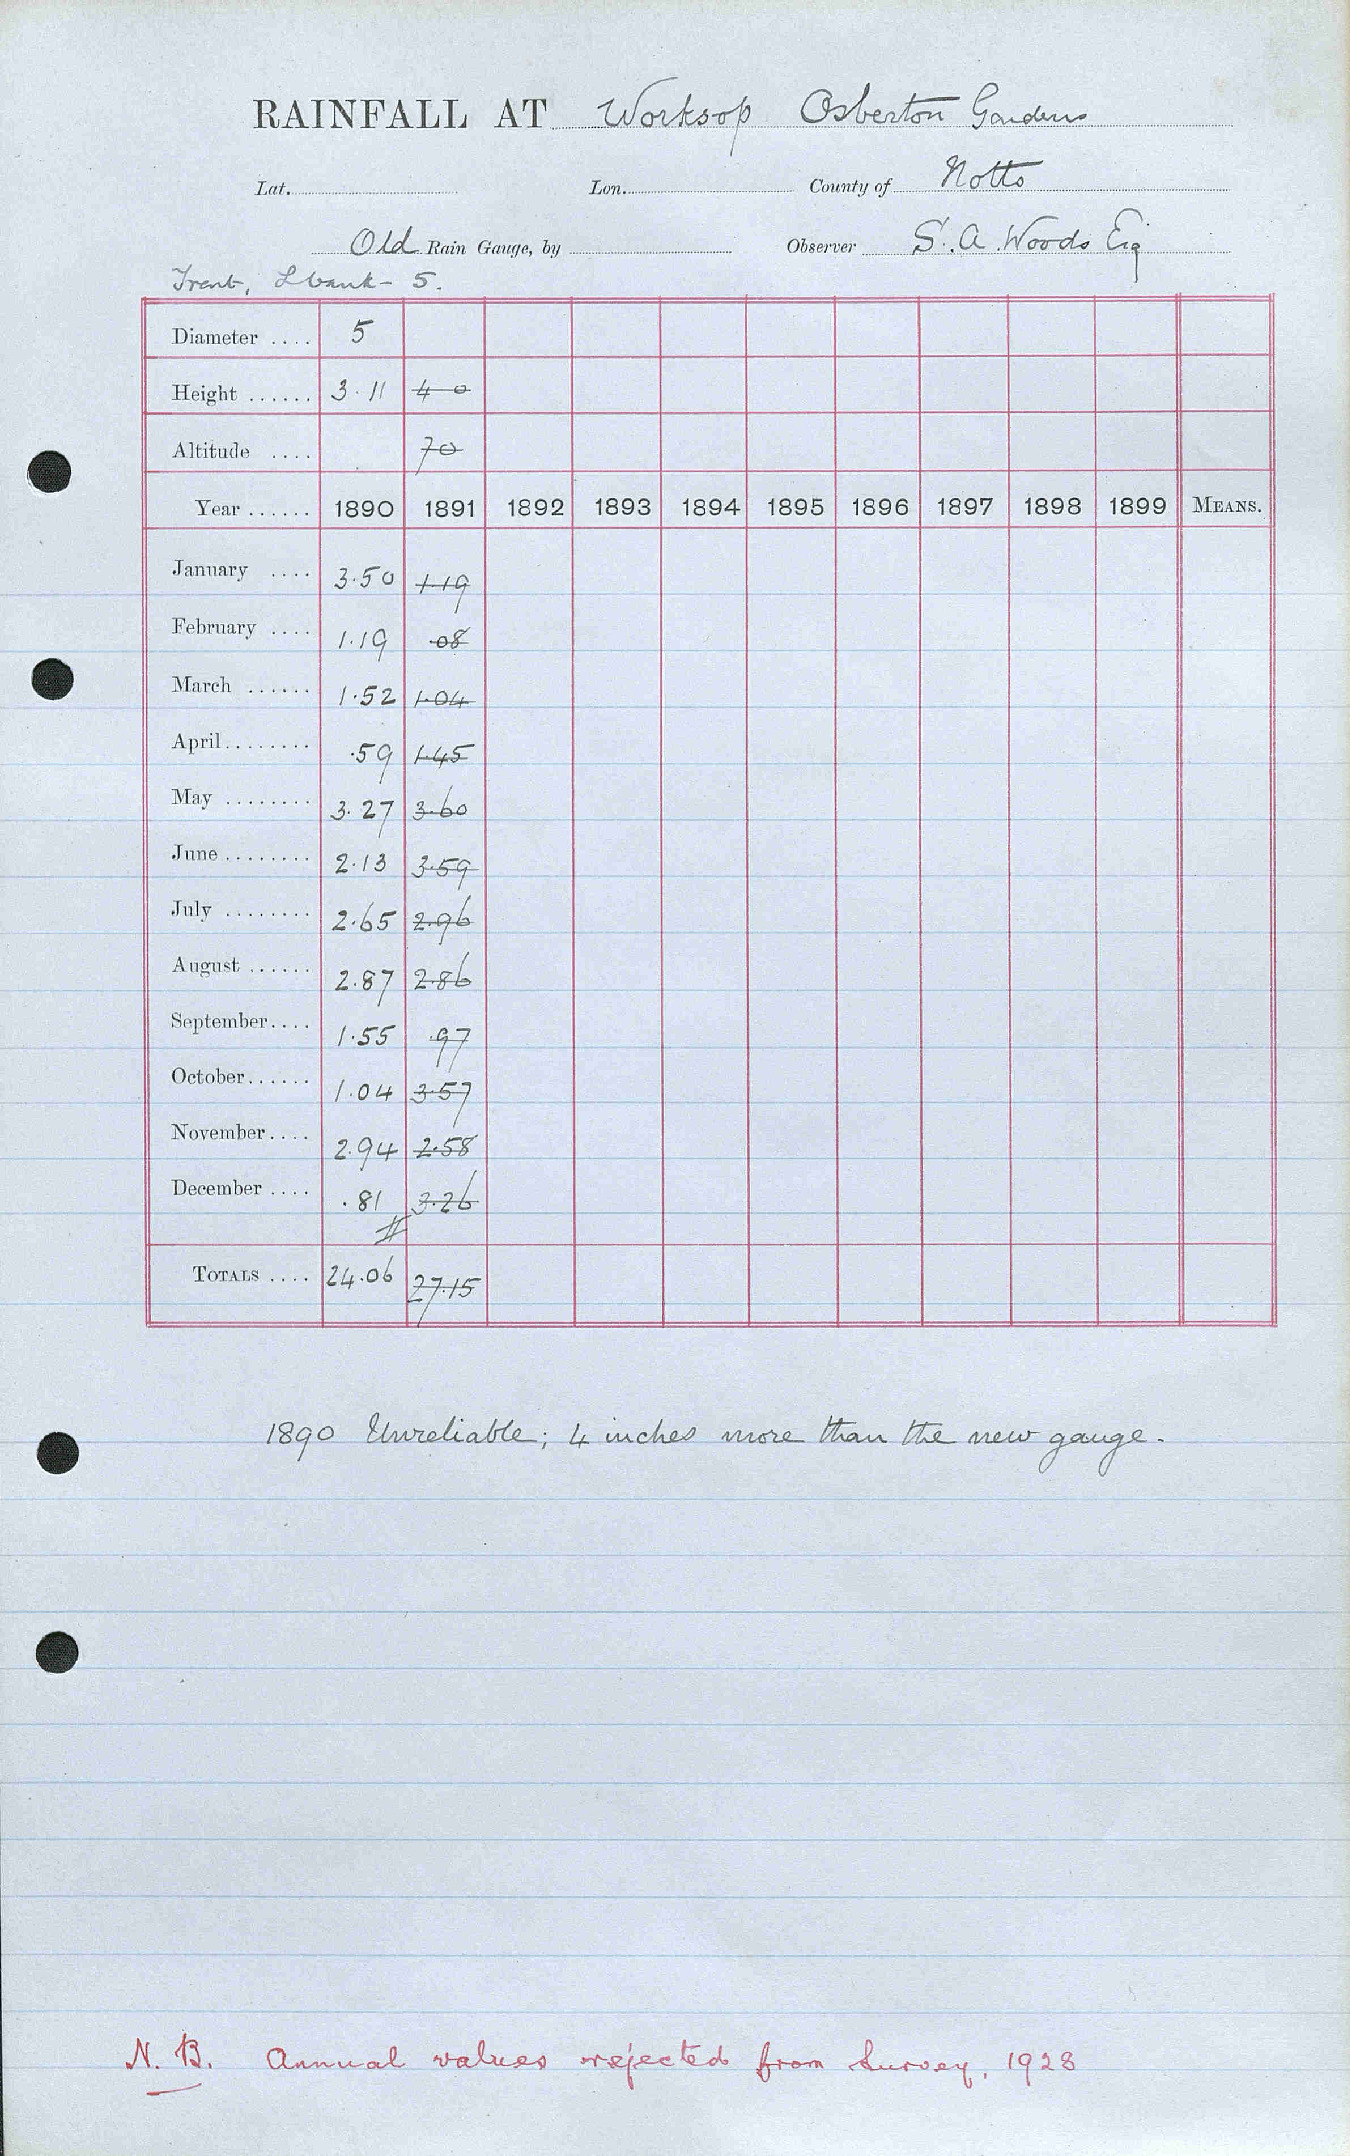 RAINFALL AT Worksop Osberton Gardens
Lat. Lon. County of Notts
Old Rain Gauge, by Observer S. A. Woods Esq
Trent, L bank - 5.
Diameter .... 5
Height ...... 3·11 4 0
Altitude .... 70
Year ...... 1890 1891 1892 1893 1894 1895 1896 1897 1898 1899 MEANS.
January .... 3·50 1·19
February .... 1·19 ·08
March ...... 1·52 1·04
April ........ ·59 1·45
May ........ 3·27 3·60
June ........ 2·13 3·59
July ........ 2·65 2·96
August ...... 2·87 2·86
September .... 1·55 ·97
October ...... 1·04 3·57
November .... 2·94 2·58
December .... ·81 3·26
TOTALS .... 24·06 27·15
1890 Unreliable; 4 inches more than the new gauge.
N. B. Annual values rejected from Survey, 1928